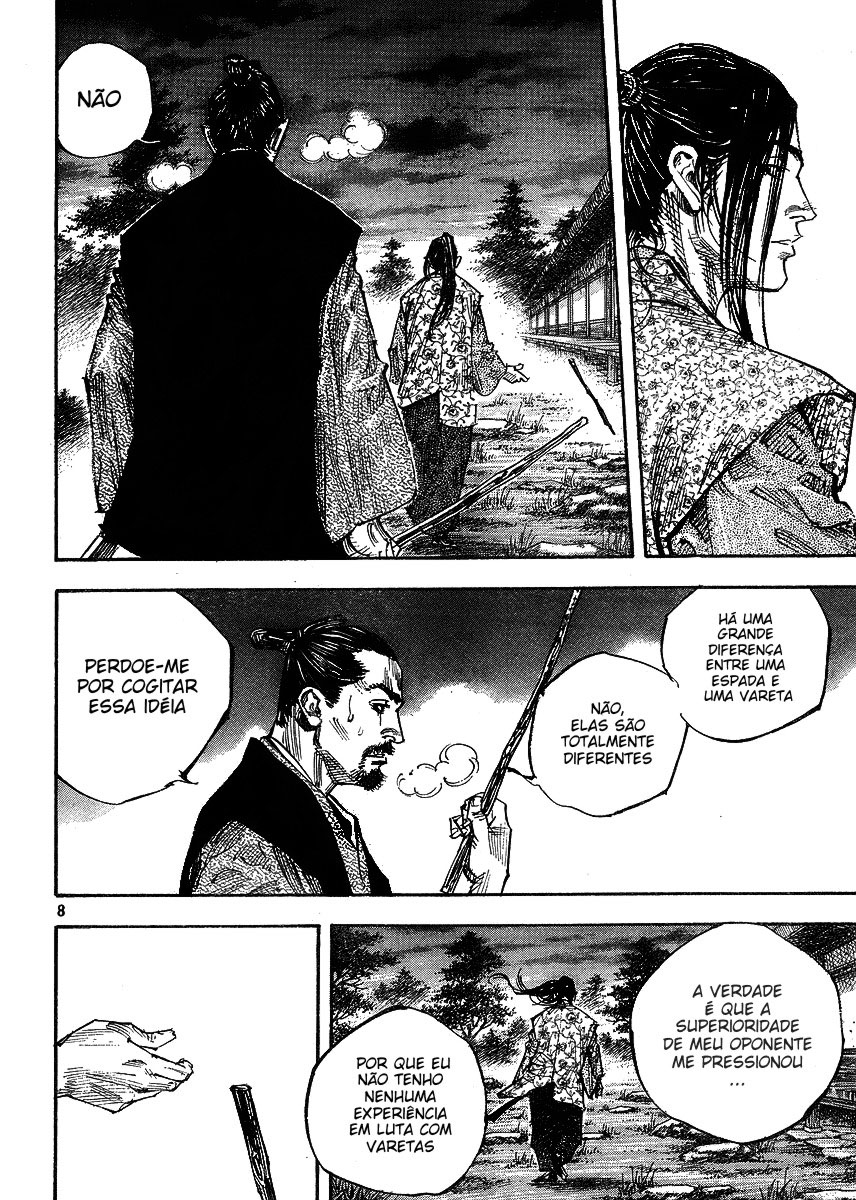 NÃO
HÁ UMA
GRANDE
DIFERENÇA
ENTRE UMA
ESPADA E
UMA VARETA
NÃO,
ELAS SÃO
TOTALMENTE
DIFERENTES
PERDOE-ME
POR COGITAR
ESSA IDÉIA
8
A VERDADE
É QUE A
SUPERIORIDADE
DE MEU OPONENTE
ME PRESSIONOU
...
POR QUE EU
NÃO TENHO
NENHUMA
EXPERIÊNCIA
EM LUTA COM
VARETAS